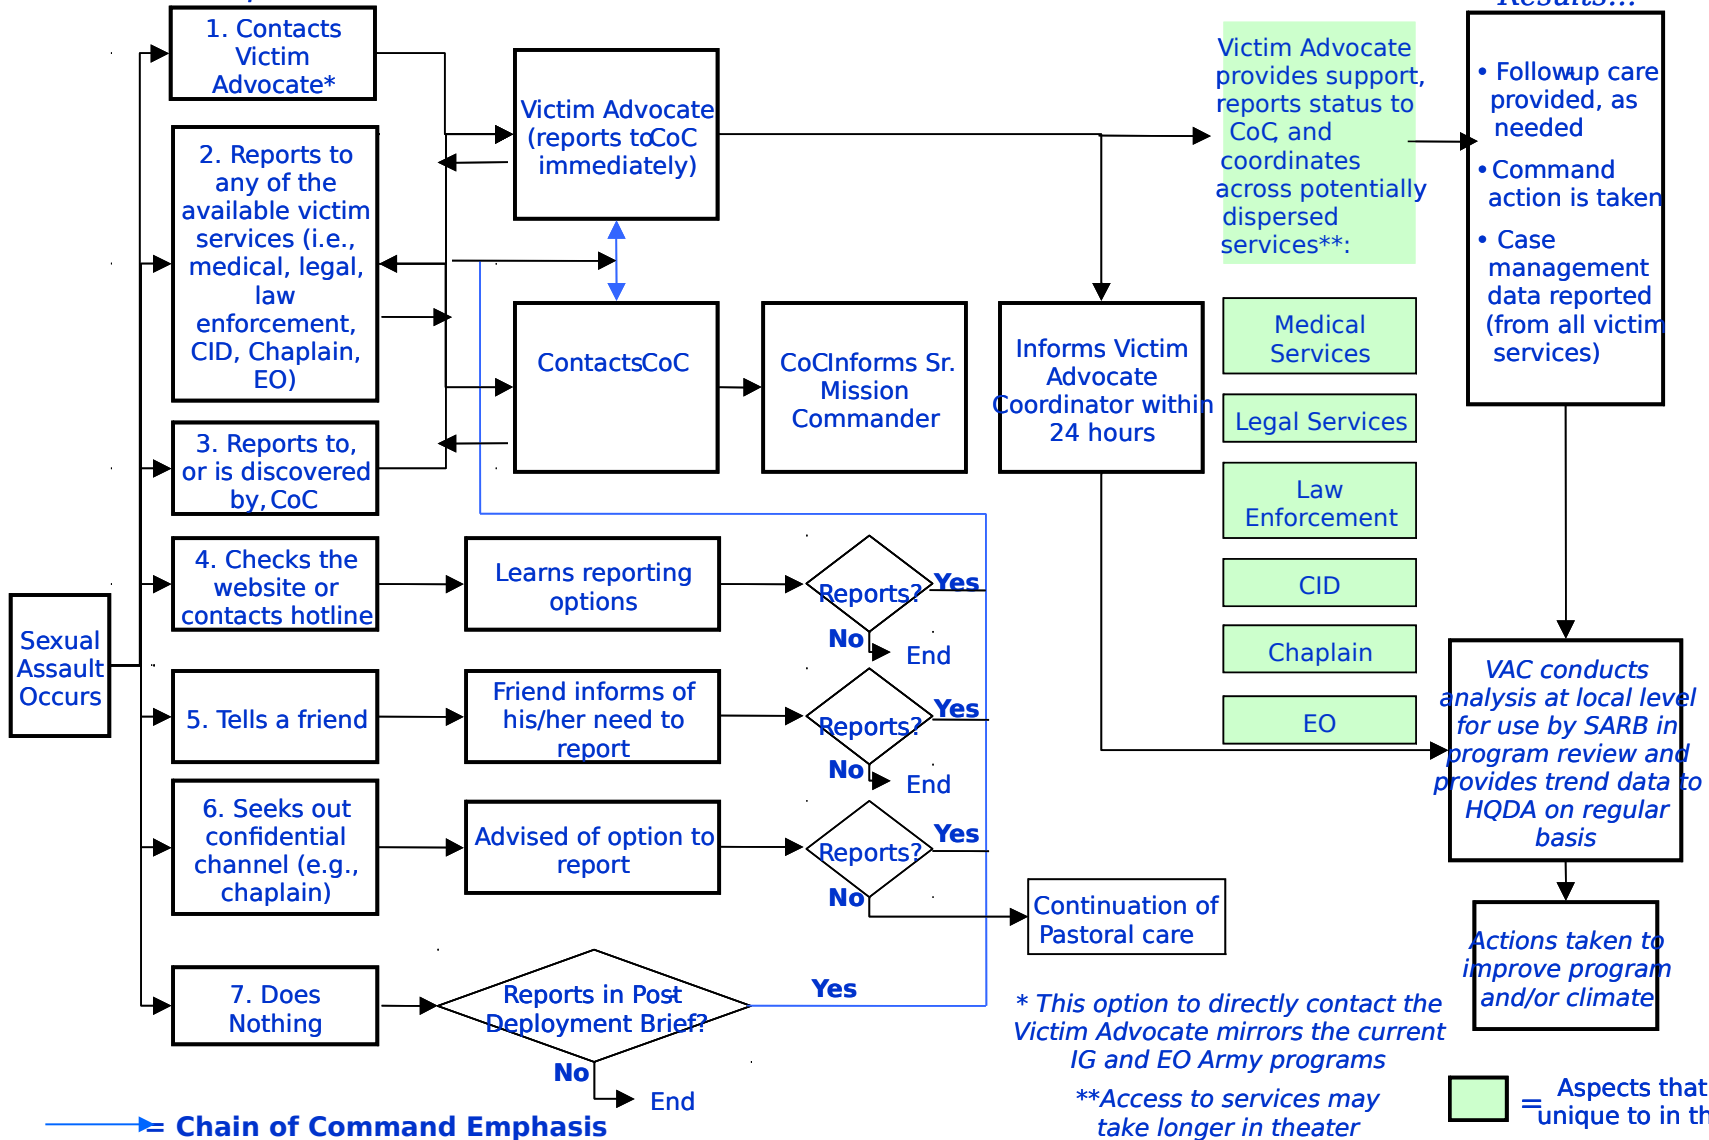 Results...
1. Contacts
Victim
Advocate*
2. Reports to
any of the
available victim
services (i.e.,
medical, legal,
law
enforcement,
CID, Chaplain,
EO)
3. Reports to,
or is discovered
by, CoC
4. Checks the
website or
contacts hotline
5. Tells a friend
6. Seeks out
confidential
channel (e.g.,
chaplain)
7. Does
Nothing
Sexual
Assault
Occurs
Victim Advocate
(reports to CoC
immediately)
Contacts CoC
CoC Informs Sr.
Mission
Commander
Informs Victim
Advocate
Coordinator within
24 hours
Learns reporting
options
Reports?
Yes
No
End
Friend informs of
his/her need to
report
Reports?
Yes
No
End
Advised of option to
report
Reports?
Yes
No
Continuation of
Pastoral care
Reports in Post-
Deployment Brief?
Yes
No
End
Victim Advocate
provides support,
reports status to
CoC, and
coordinates
across potentially
dispersed
services**:
Medical
Services
Legal Services
Law
Enforcement
CID
Chaplain
EO
• Follow-up care
provided, as
needed
• Command
action is taken
• Case
management
data reported
(from all victim
services)
VAC conducts
analysis at local level
for use by SARB in
program review and
provides trend data to
HQDA on regular
basis
Actions taken to
improve program
and/or climate
* This option to directly contact the
Victim Advocate mirrors the current
IG and EO Army programs
**Access to services may
take longer in theater
= Chain of Command Emphasis
= Aspects that
unique to in th